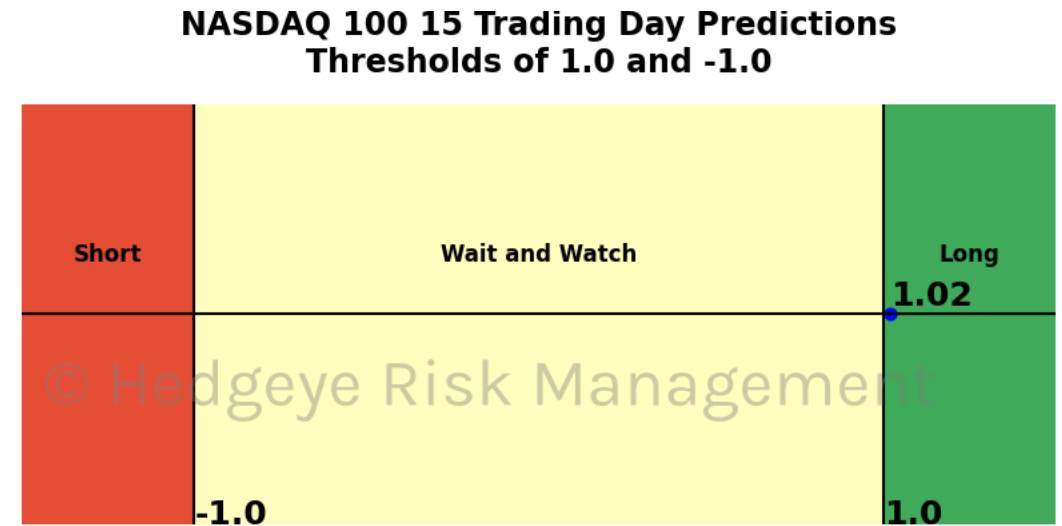 NASDAQ 100 15 Trading Day Predictions
Thresholds of 1.0 and -1.0
Short
Wait and Watch
Long
1.02
© Hedgeye Risk Management
-1.0
1.0